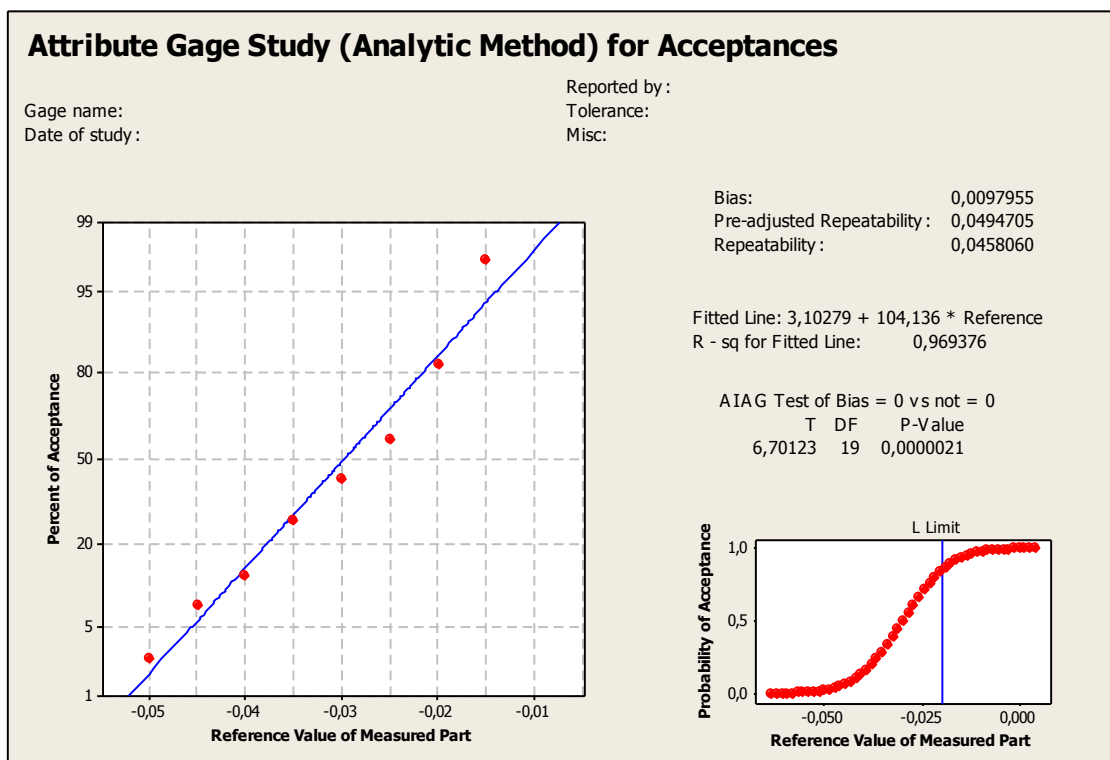 Attribute Gage Study (Analytic Method) for Acceptances
Gage name:
Date of study:
Reported by:
Tolerance:
Misc:
Bias: 0,0097955
Pre-adjusted Repeatability: 0,0494705
Repeatability: 0,0458060
Fitted Line: 3,10279 + 104,136 * Reference
R - sq for Fitted Line: 0,969376
AIAG Test of Bias = 0 vs not = 0
T DF P-Value
6,70123 19 0,0000021
Percent of Acceptance
99
95
80
50
20
5
1
-0,05 -0,04 -0,03 -0,02 -0,01
Reference Value of Measured Part
L Limit
Probability of Acceptance
1,0
0,5
0,0
-0,050 -0,025 0,000
Reference Value of Measured Part